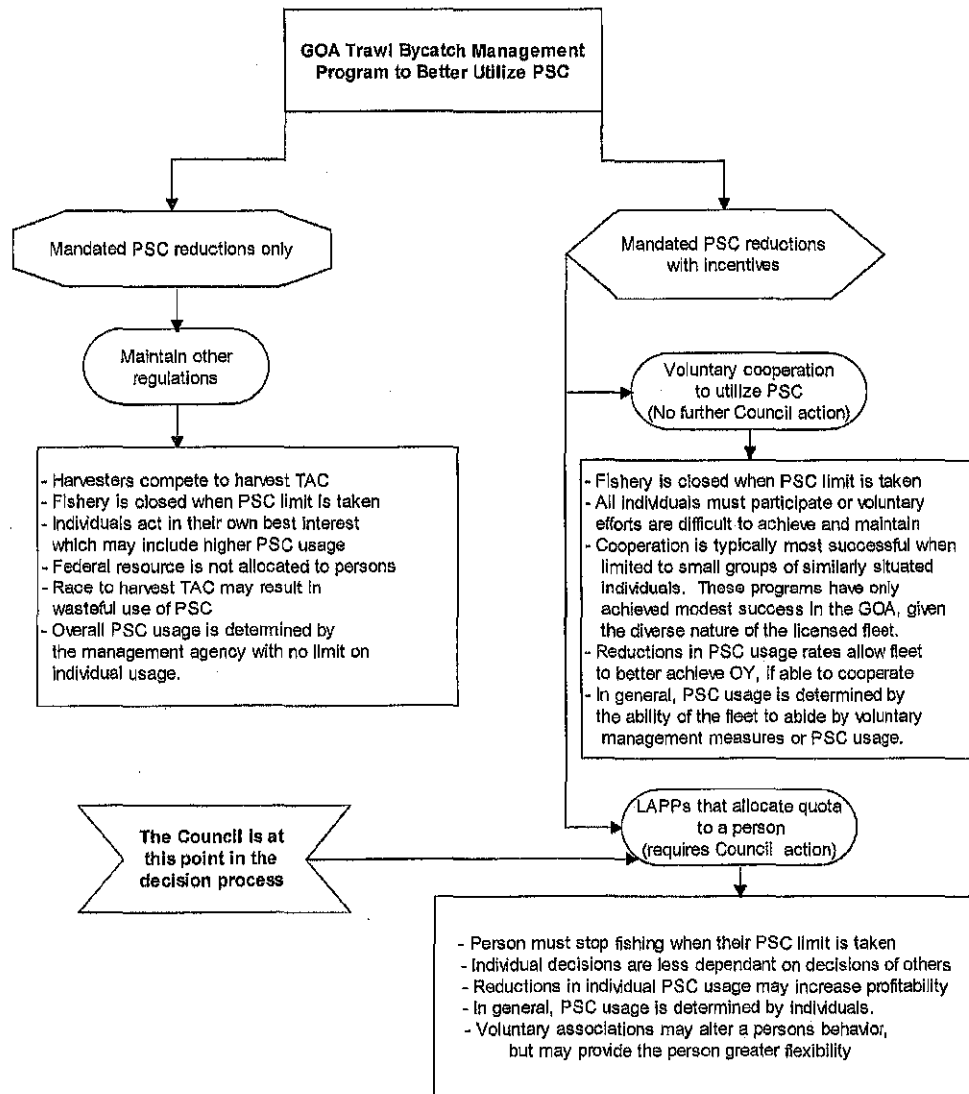 GOA Trawl Bycatch Management
Program to Better Utilize PSC
Mandated PSC reductions only
Mandated PSC reductions
with incentives
Maintain other
regulations
Voluntary cooperation
to utilize PSC
(No further Council action)
- Harvesters compete to harvest TAC
- Fishery is closed when PSC limit is taken
- Individuals act in their own best interest
which may include higher PSC usage
- Federal resource is not allocated to persons
- Race to harvest TAC may result in
wasteful use of PSC
- Overall PSC usage is determined by
the management agency with no limit on
individual usage.
- Fishery is closed when PSC limit is taken
- All individuals must participate or voluntary
efforts are difficult to achieve and maintain
- Cooperation is typically most successful when
limited to small groups of similarly situated
individuals. These programs have only
achieved modest success in the GOA, given
the diverse nature of the licensed fleet.
- Reductions in PSC usage rates allow fleet
to better achieve OY, if able to cooperate
- In general, PSC usage is determined by
the ability of the fleet to abide by voluntary
management measures or PSC usage.
The Council is at
this point in the
decision process
LAPPs that allocate quota
to a person
(requires Council action)
- Person must stop fishing when their PSC limit is taken
- Individual decisions are less dependant on decisions of others
- Reductions in individual PSC usage may increase profitability
- In general, PSC usage is determined by individuals.
- Voluntary associations may alter a persons behavior,
but may provide the person greater flexibility